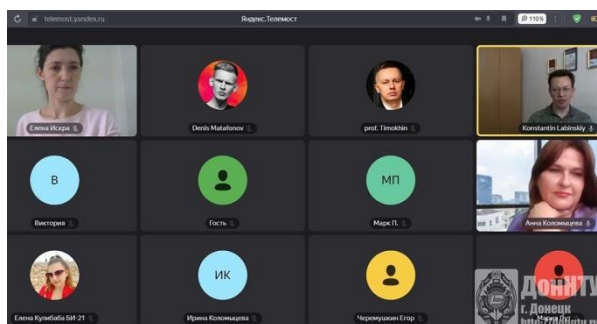 telemost.yandex.ru
Яндекс.Телемост
110%
Елена Искра
Denis Matafonov
prof. Timokhin
Konstantin Labinskiy
В
МП
Виктория
Гость
Марк П.
Анна Коломыцева
ИК
Елена Кулибаба БИ-21
Ирина Коломыцева
Черемушкин Егор
ДонНТУ
г. Донецк